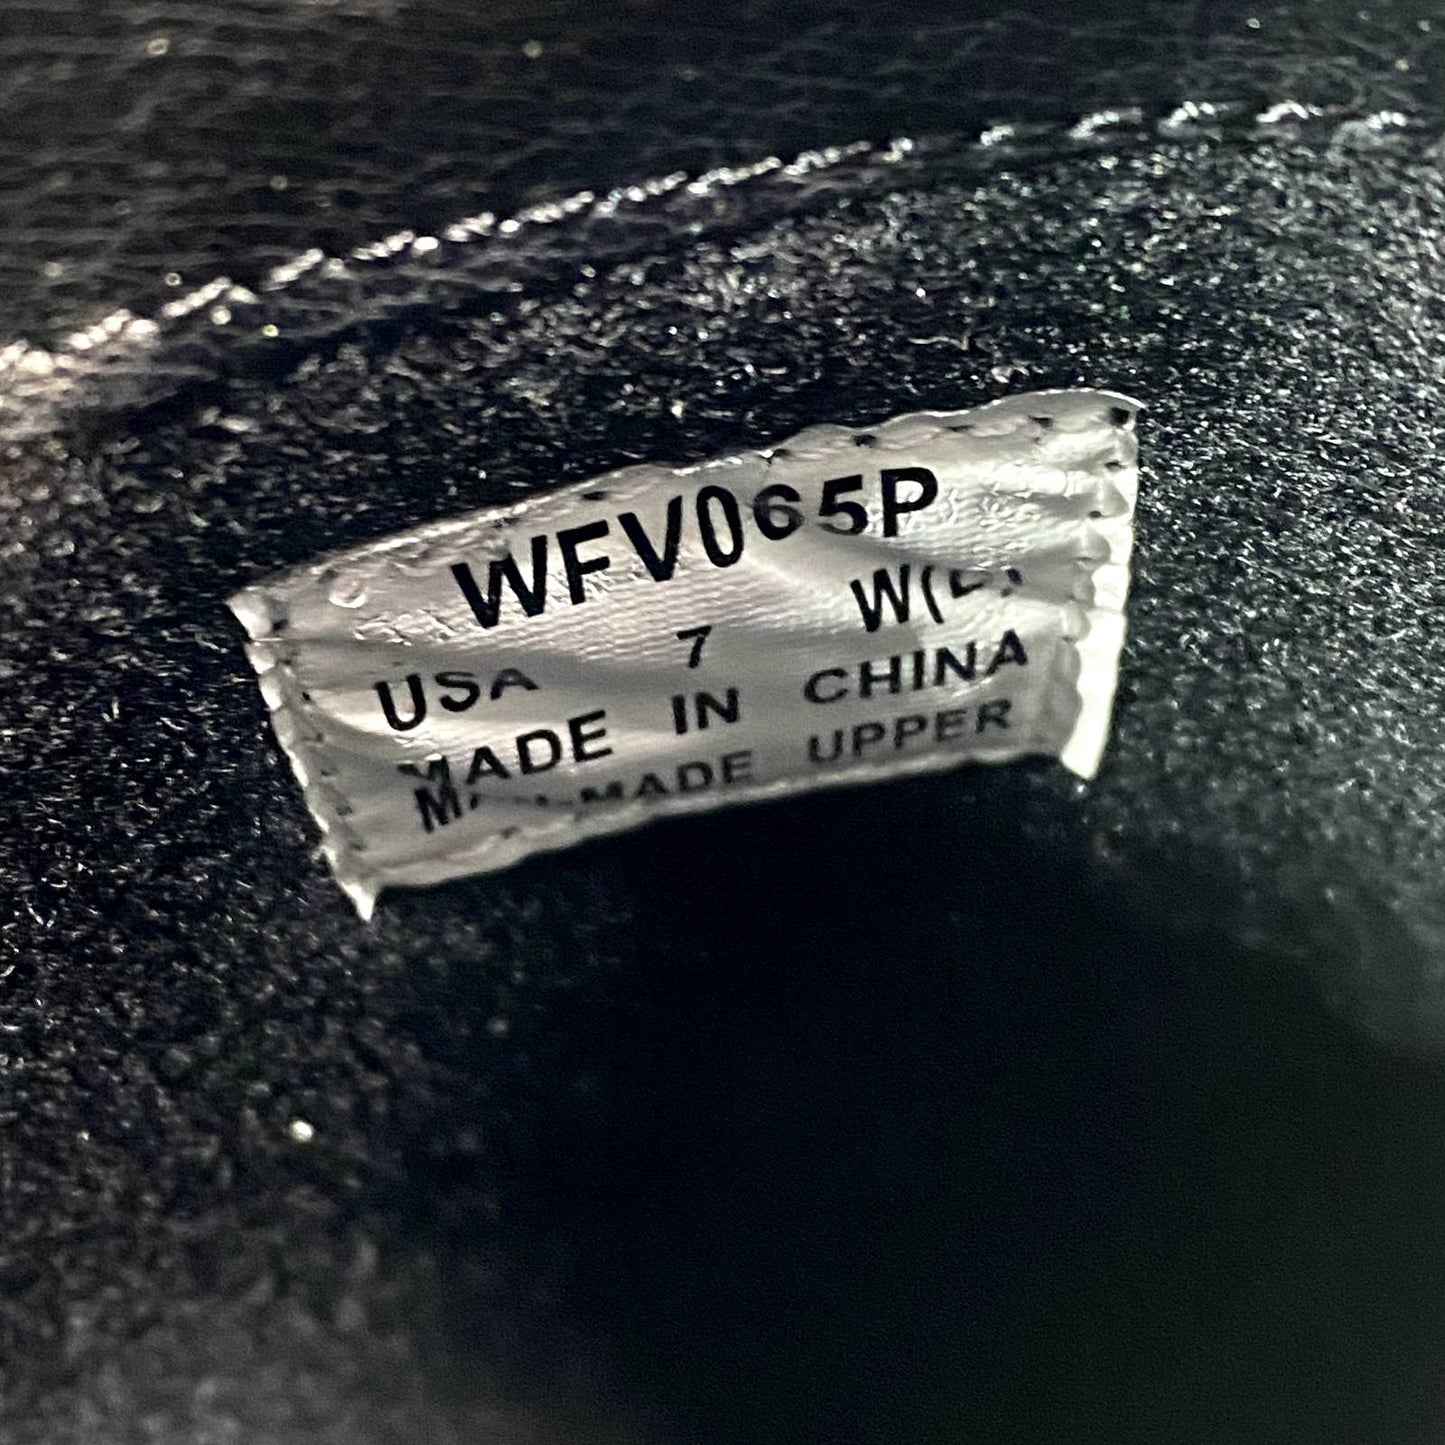 WFV065P
USA 7
MADE IN CHINA
MADE UPPER